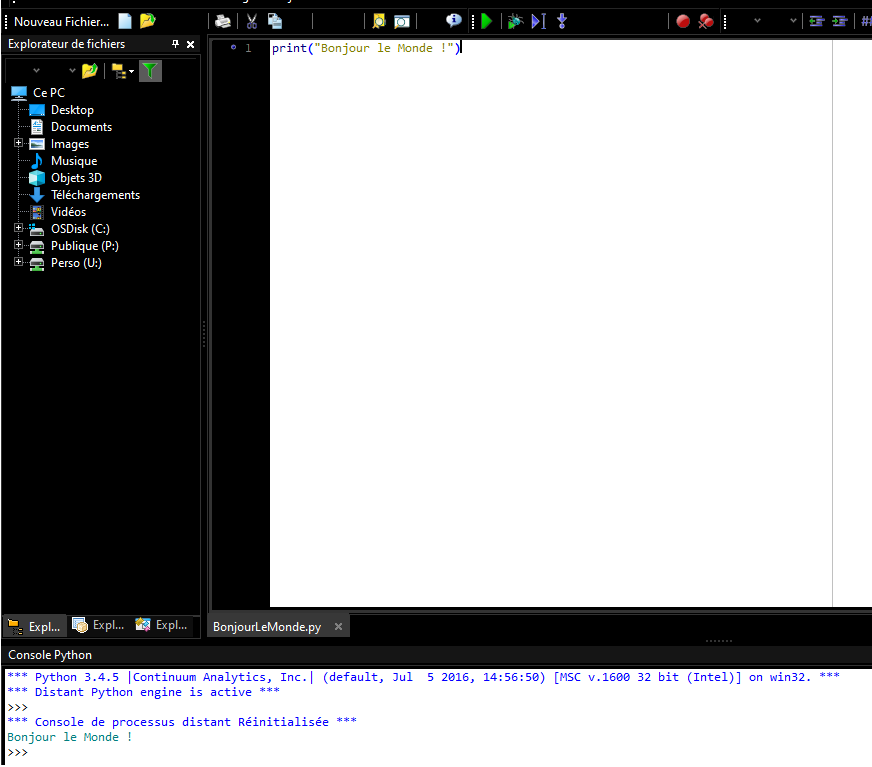 Nouveau Fichier...
Explorateur de fichiers
Ce PC
Desktop
Documents
Images
Musique
Objets 3D
Téléchargements
Vidéos
OSDisk (C:)
Publique (P:)
Perso (U:)
Expl... Expl... Expl...
1 print("Bonjour le Monde !")
BonjourLeMonde.py
Console Python
*** Python 3.4.5 |Continuum Analytics, Inc.| (default, Jul  5 2016, 14:56:50) [MSC v.1600 32 bit (Intel)] on win32. ***
*** Distant Python engine is active ***
>>>
*** Console de processus distant Réinitialisée ***
Bonjour le Monde !
>>>